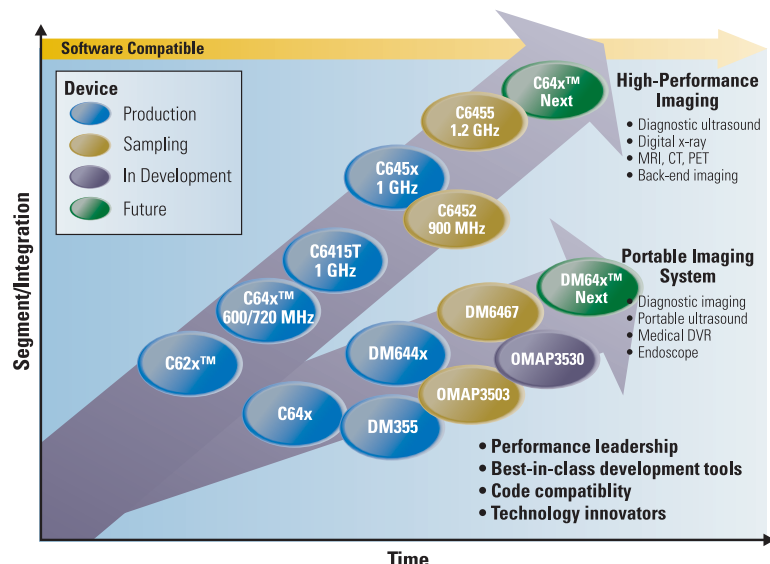 Software Compatible
Device
Production
Sampling
In Development
Future
C64x™
Next
C6455
1.2 GHz
C645x
1 GHz
C6452
900 MHz
C6415T
1 GHz
C64x™
600/720 MHz
C62x™
High-Performance
Imaging
• Diagnostic ultrasound
• Digital x-ray
• MRI, CT, PET
• Back-end imaging
Portable Imaging
System
• Diagnostic imaging
• Portable ultrasound
• Medical DVR
• Endoscope
DM64x™
Next
DM6467
DM644x
OMAP3530
OMAP3503
C64x
DM355
• Performance leadership
• Best-in-class development tools
• Code compatiblity
• Technology innovators
Segment/Integration
Time